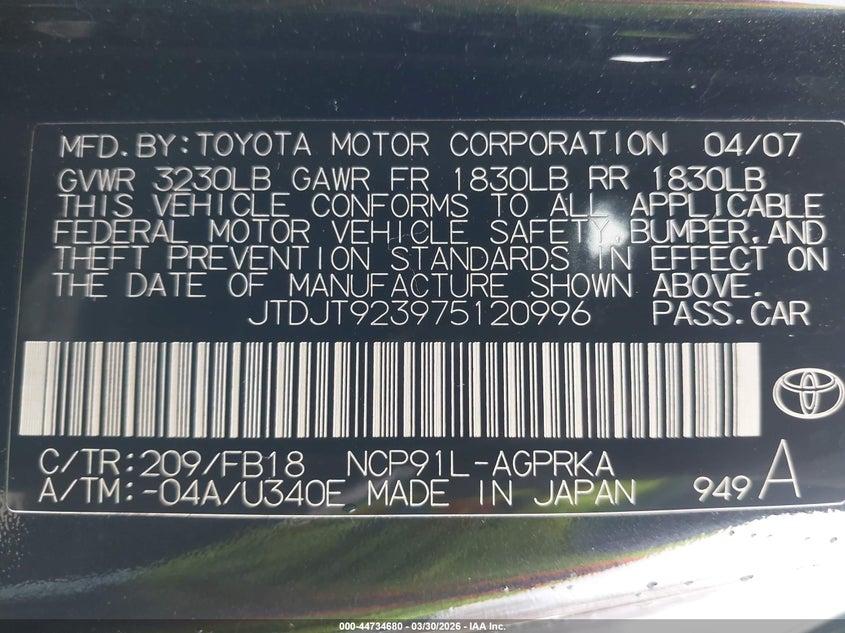 MFD.BY:TOYOTA MOTOR CORPORATION 04/07
GVWR 3230LB GAWR FR 1830LB RR 1830LB
THIS VEHICLE CONFORMS TO ALL APPLICABLE
FEDERAL MOTOR VEHICLE SAFETY,BUMPER,AND
THEFT PREVENTION STANDARDS IN EFFECT ON
THE DATE OF MANUFACTURE SHOWN ABOVE.
JTDJT923975120996 PASS.CAR
C/TR:209/FB18 NCP91L-AGPRKA
A/TM:-04A/U340E MADE IN JAPAN 949 A
000-44734680 - 03/30/2026 - IAA Inc.